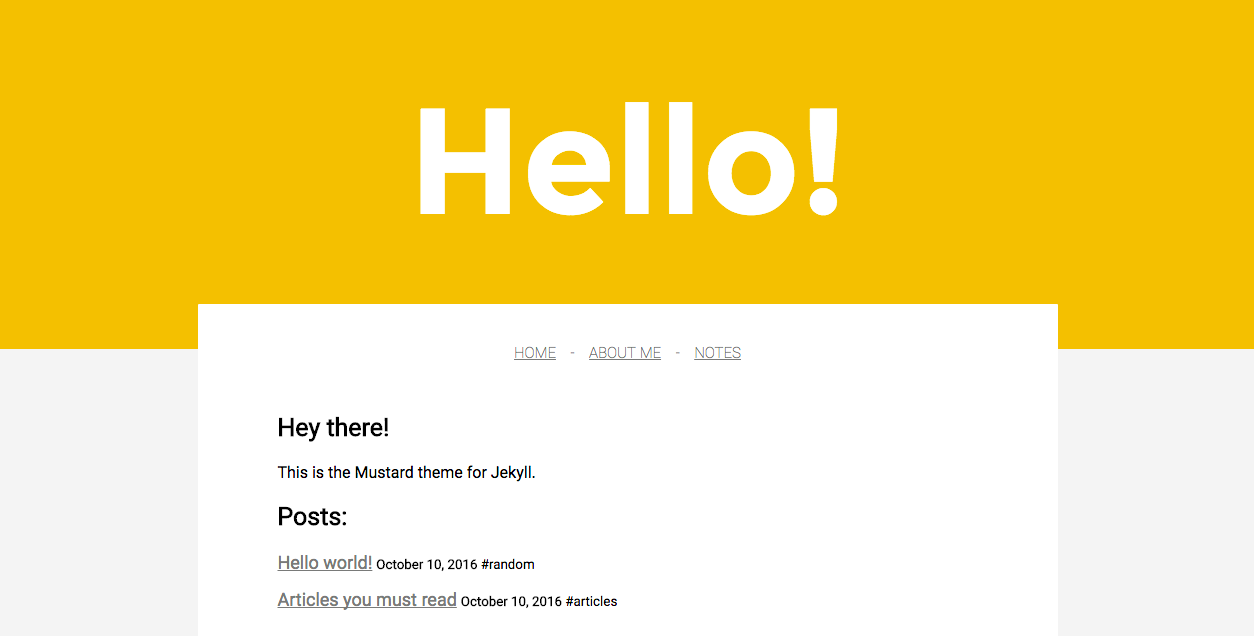 Hello!
HOME - ABOUT ME - NOTES
Hey there!
This is the Mustard theme for Jekyll.
Posts:
Hello world! October 10, 2016 #random
Articles you must read October 10, 2016 #articles